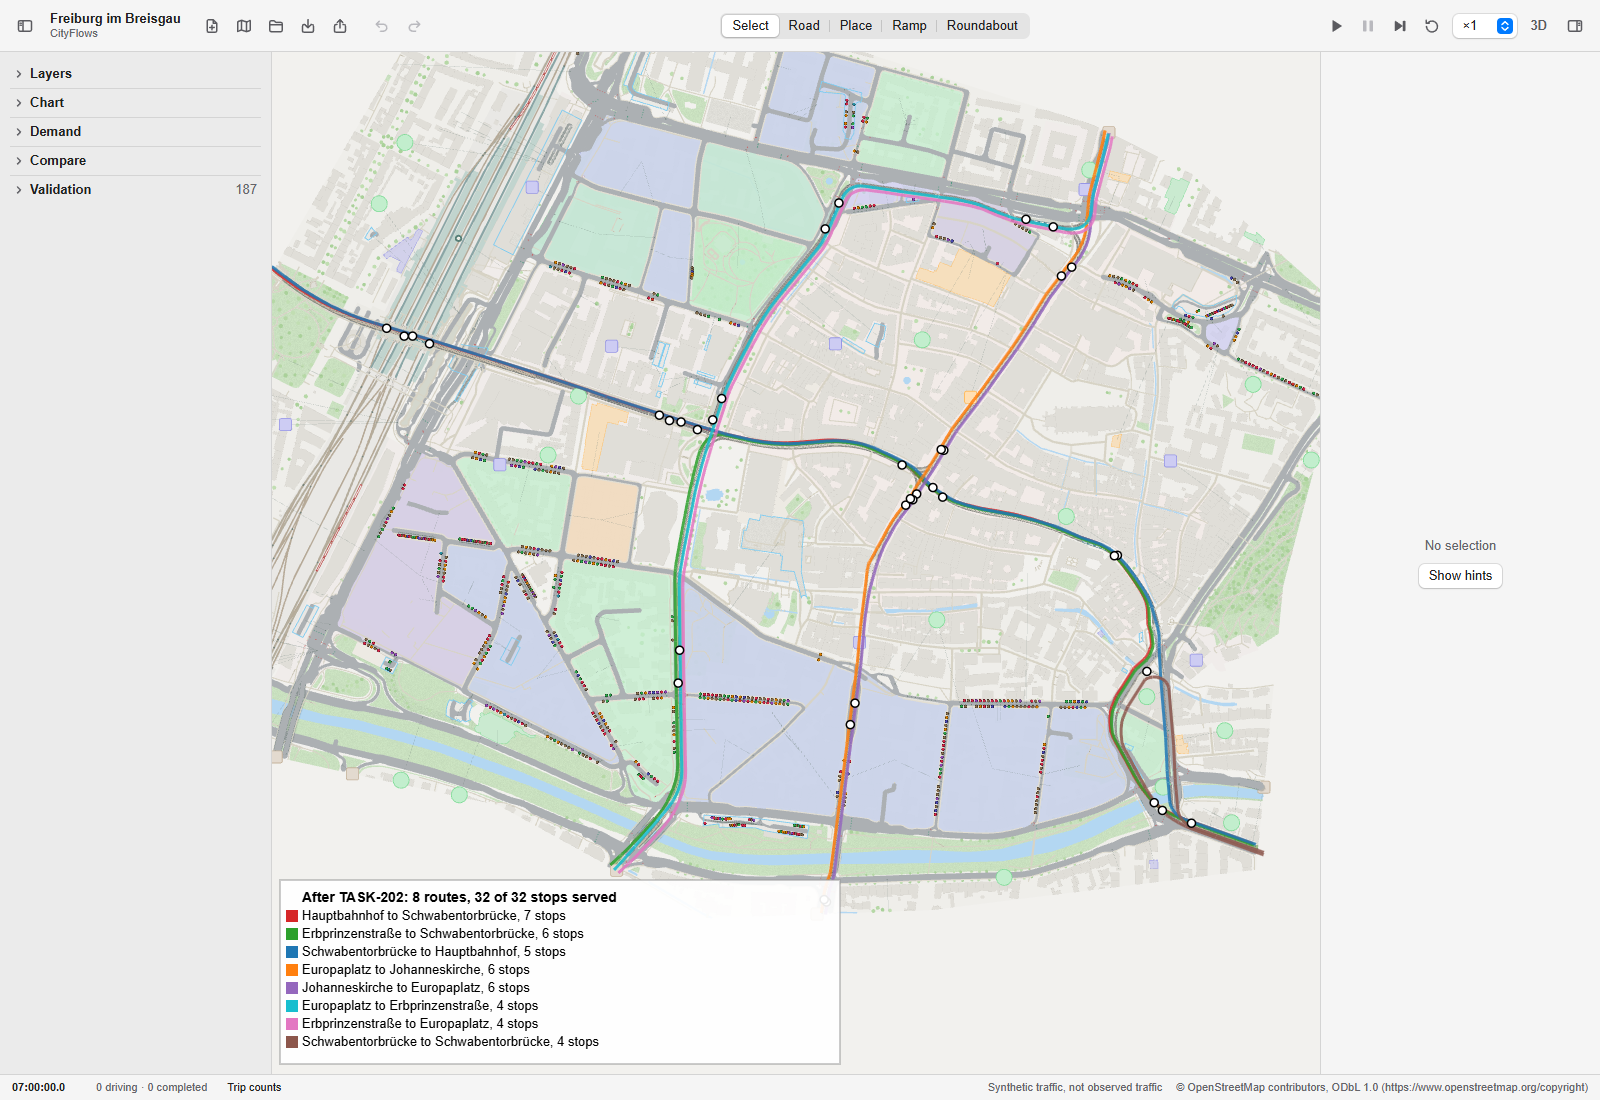 Freiburg im Breisgau
CityFlows
Select
Road
Place
Ramp
Roundabout
×1
3D
Layers
Chart
Demand
Compare
Validation 187
No selection
Show hints
After TASK-202: 8 routes, 32 of 32 stops served
Hauptbahnhof to Schwabentorbrücke, 7 stops
Erbprinzenstraße to Schwabentorbrücke, 6 stops
Schwabentorbrücke to Hauptbahnhof, 5 stops
Europaplatz to Johanneskirche, 6 stops
Johanneskirche to Europaplatz, 6 stops
Europaplatz to Erbprinzenstraße, 4 stops
Erbprinzenstraße to Europaplatz, 4 stops
Schwabentorbrücke to Schwabentorbrücke, 4 stops
07:00:00.0 0 driving · 0 completed Trip counts Synthetic traffic, not observed traffic © OpenStreetMap contributors, ODbL 1.0 (https://www.openstreetmap.org/copyright)